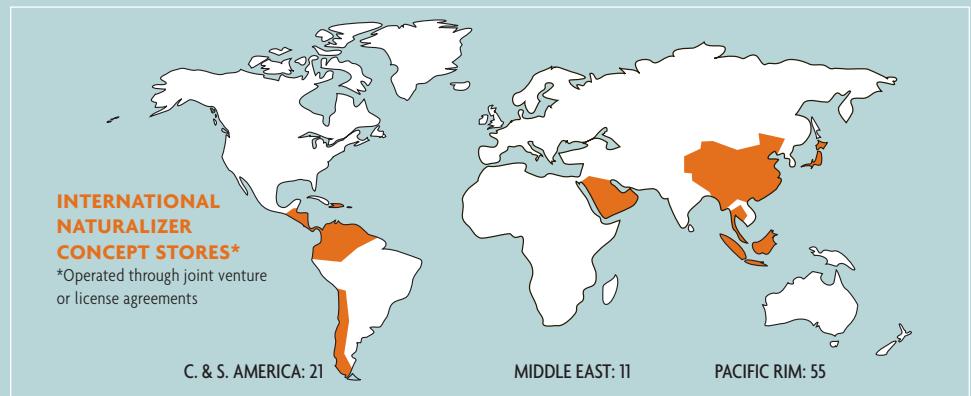 INTERNATIONAL
NATURALIZER
CONCEPT STORES*
*Operated through joint venture
or license agreements
C. & S. AMERICA: 21
MIDDLE EAST: 11
PACIFIC RIM: 55